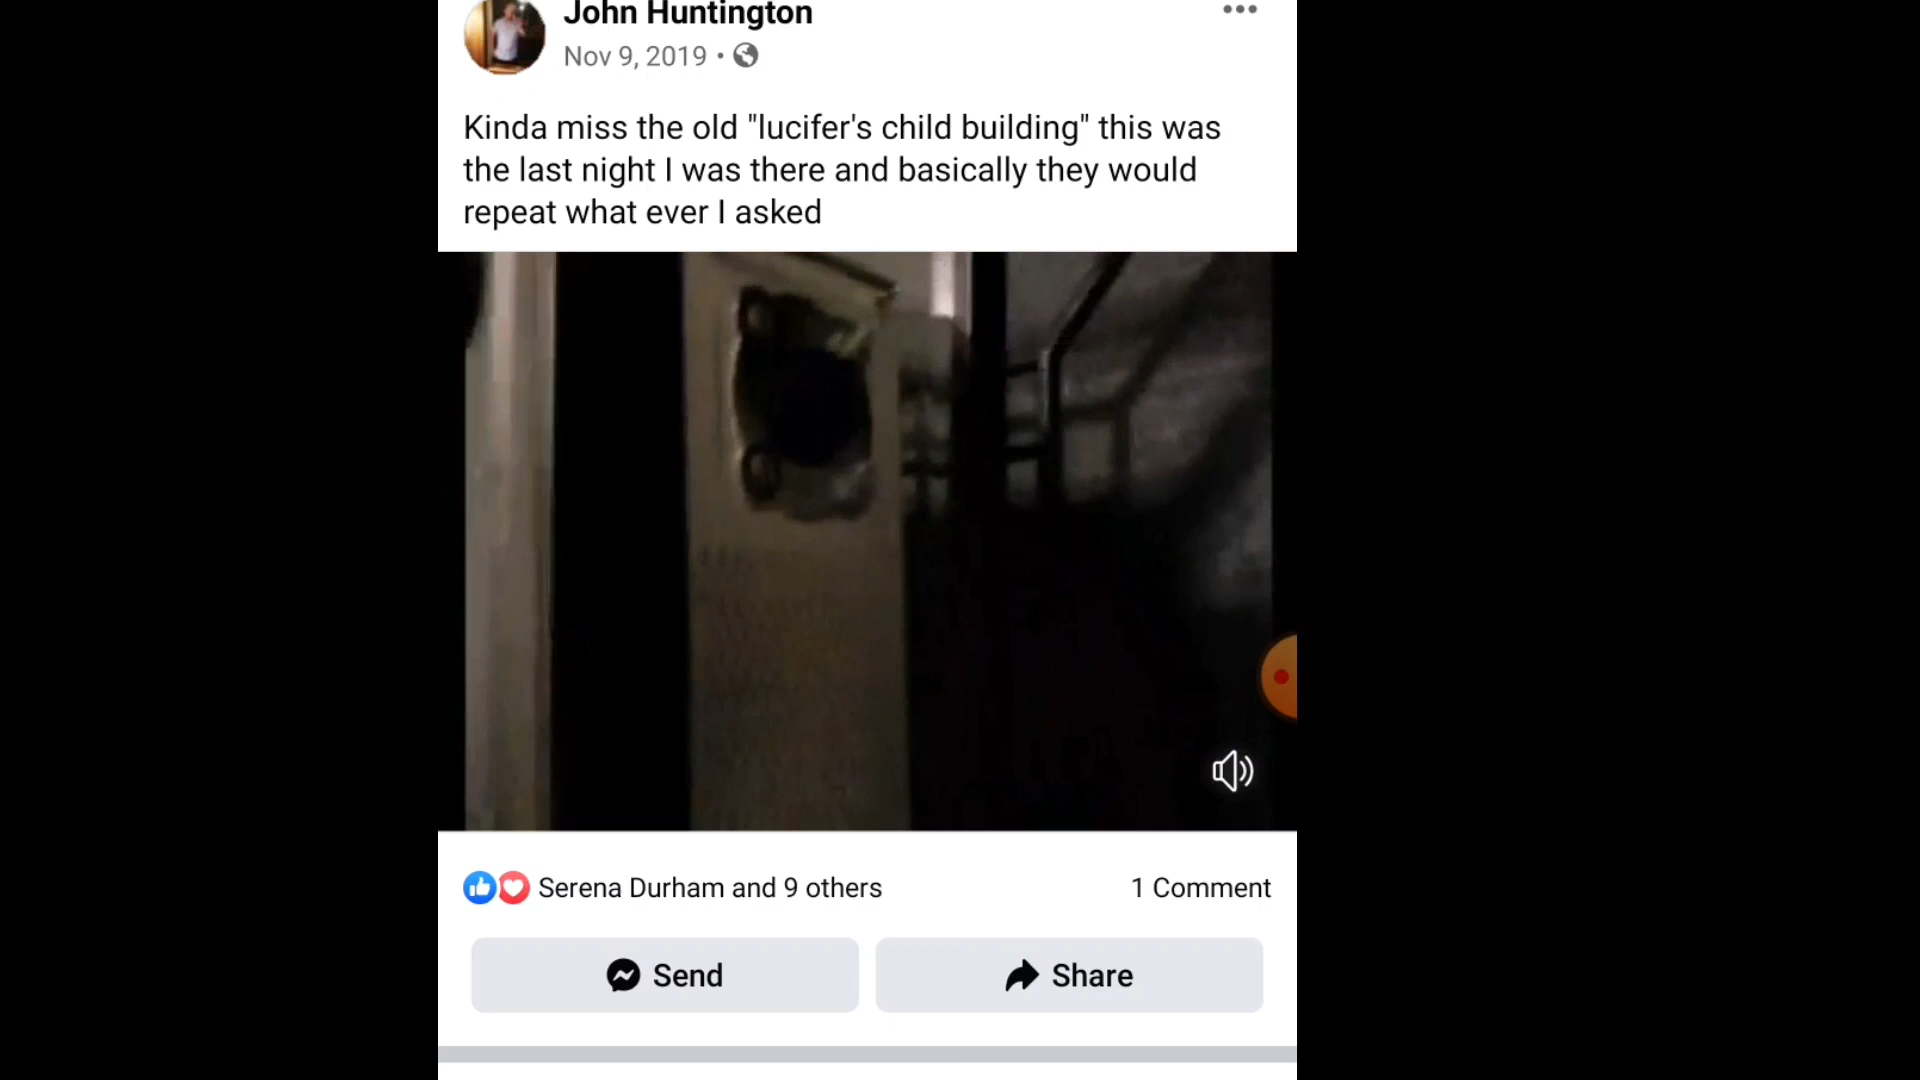 John Huntington
Nov 9, 2019 •
Kinda miss the old "lucifer's child building" this was
the last night I was there and basically they would
repeat what ever I asked
Serena Durham and 9 others
1 Comment
Send
Share